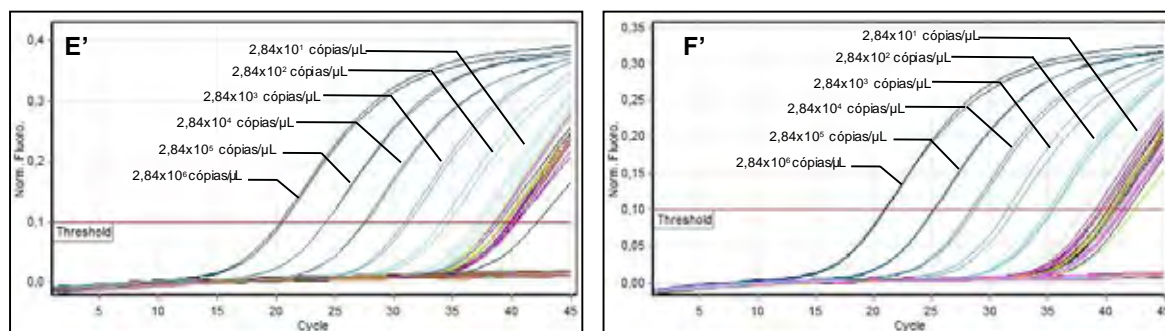 E'
0,4
0,3
0,2
0,1
0,0
Norm. Fluoro.
2,84x10¹ cópias/µL
2,84x10² cópias/µL
2,84x10³ cópias/µL
2,84x10⁴ cópias/µL
2,84x10⁵ cópias/µL
2,84x10⁶ cópias/µL
Threshold
5 10 15 20 25 30 35 40 45
Cycle
F'
0,35
0,30
0,25
0,20
0,15
0,10
0,05
0,00
Norm. Fluoro.
2,84x10¹ cópias/µL
2,84x10² cópias/µL
2,84x10³ cópias/µL
2,84x10⁴ cópias/µL
2,84x10⁵ cópias/µL
2,84x10⁶ cópias/µL
Threshold
5 10 15 20 25 30 35 40
Cycle